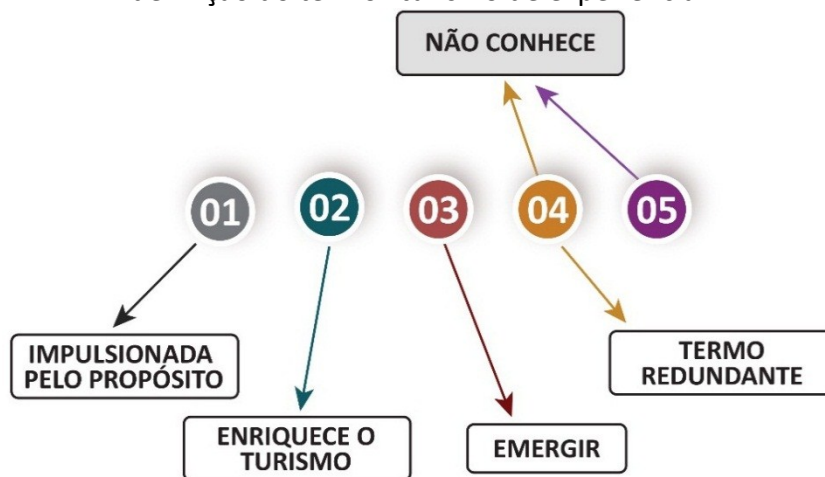 NÃO CONHECE
01
02
03
04
05
IMPULSIONADA
PELO PROPÓSITO
TERMO
REDUNDANTE
ENRIQUECE O
TURISMO
EMERGIR